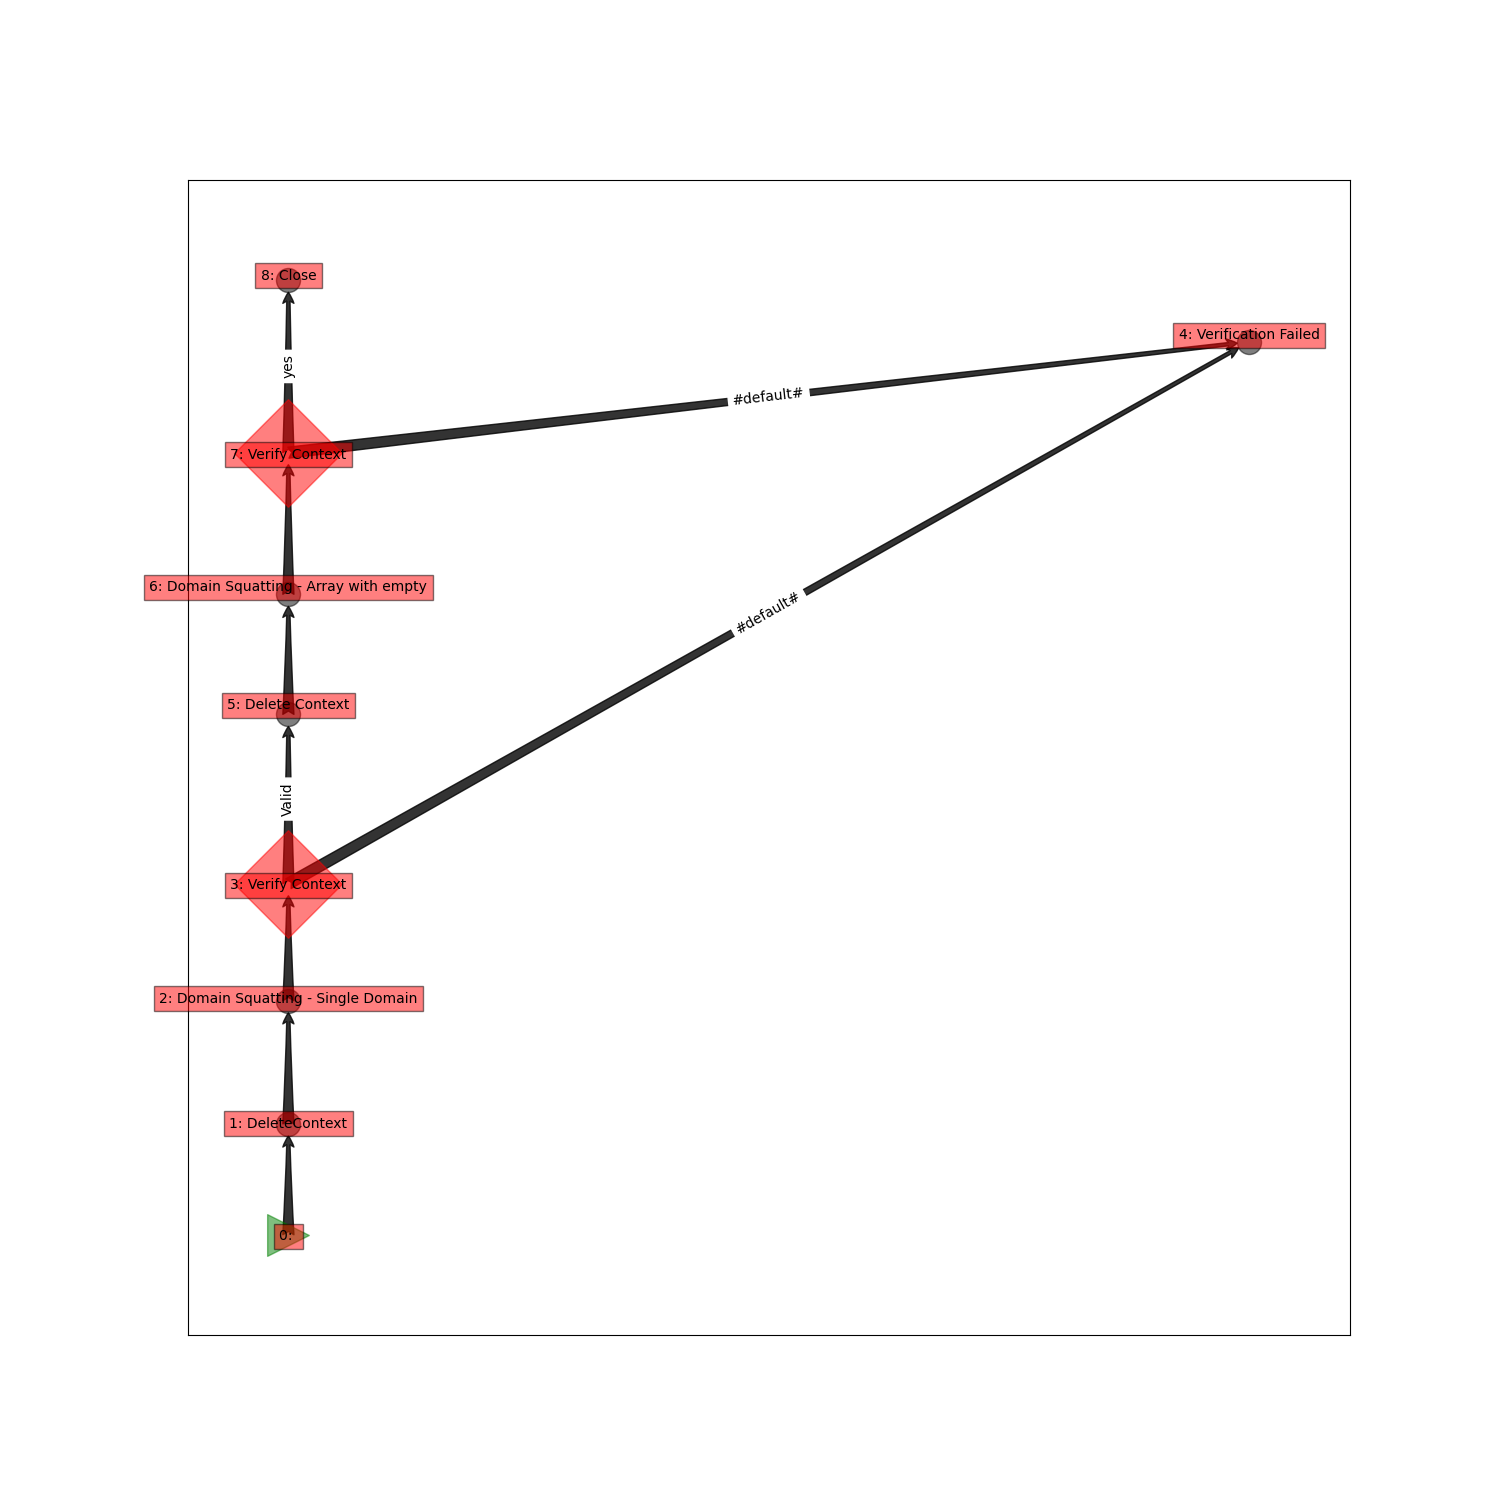 8: Close
4: Verification Failed
yes
#default#
7: Verify Context
6: Domain Squatting - Array with empty
#default#
5: Delete Context
Valid
3: Verify Context
2: Domain Squatting - Single Domain
1: DeleteContext
0: